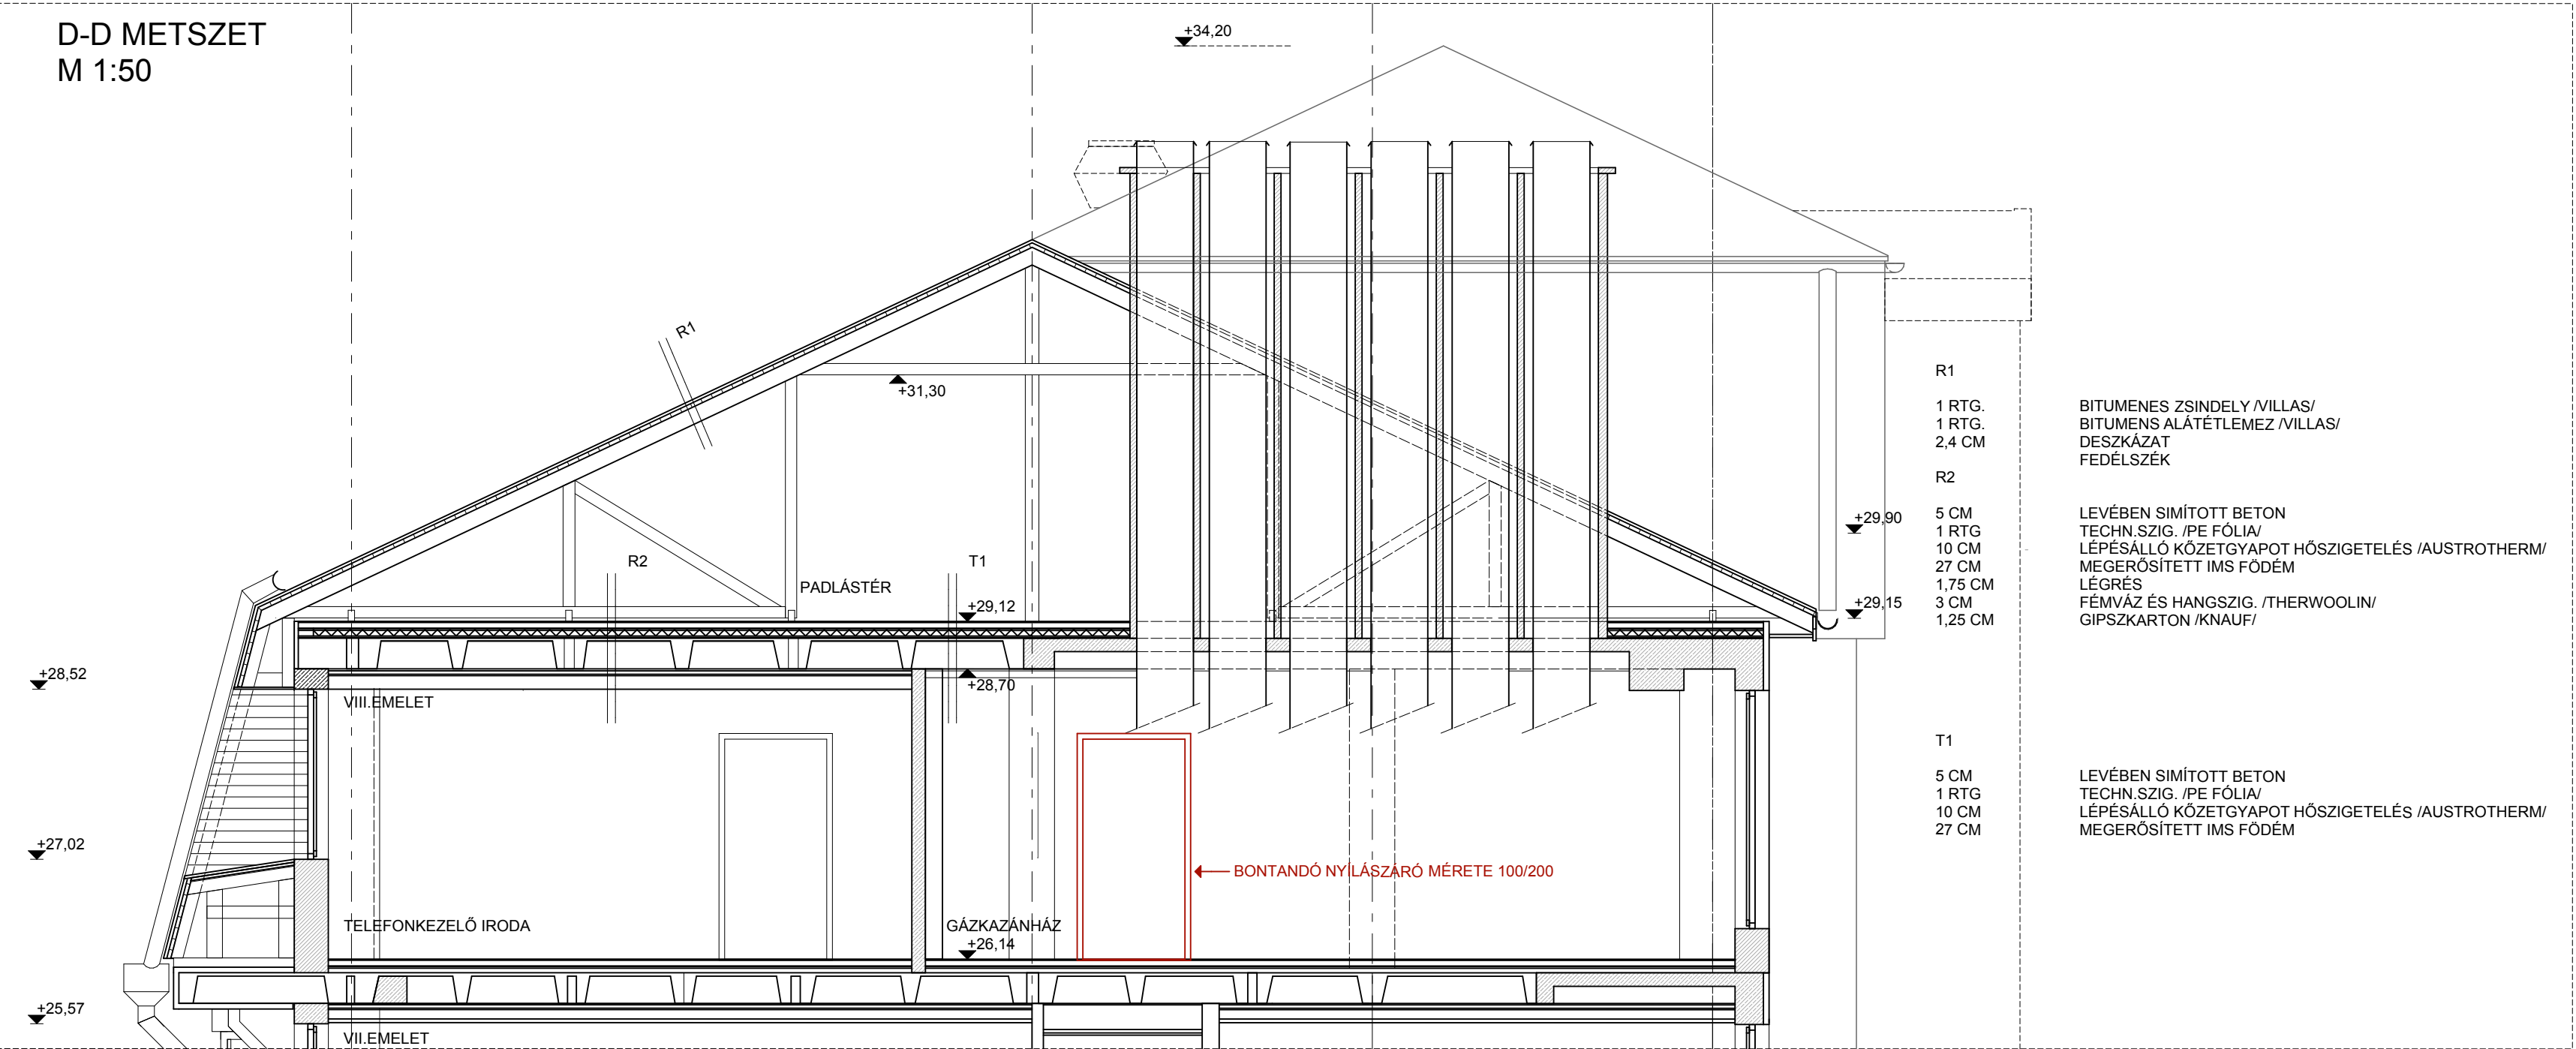 D-D METSZET
M 1:50
+34,20
R1
+31,30
R2
T1
PADLÁSTÉR
+29,12
+28,70
+28,52
VIII.EMELET
+27,02
TELEFONKEZELŐ IRODA
GÁZKAZÁNHÁZ
+26,14
BONTANDÓ NYÍLÁSZÁRÓ MÉRETE 100/200
+25,57
VII.EMELET
+29,90
+29,15
R1
1 RTG. BITUMENES ZSINDELY /VILLAS/
1 RTG. BITUMENS ALÁTÉTLEMEZ /VILLAS/
2,4 CM DESZKÁZAT
FEDÉLSZÉK
R2
5 CM LEVÉBEN SIMÍTOTT BETON
1 RTG TECHN.SZIG. /PE FÓLIA/
10 CM LÉPÉSÁLLÓ KŐZETGYAPOT HŐSZIGETELÉS /AUSTROTHERM/
27 CM MEGERŐSÍTETT IMS FÖDÉM
1,75 CM LÉGRÉS
3 CM FÉMVÁZ ÉS HANGSZIG. /THERWOOLIN/
1,25 CM GIPSZKARTON /KNAUF/
T1
5 CM LEVÉBEN SIMÍTOTT BETON
1 RTG TECHN.SZIG. /PE FÓLIA/
10 CM LÉPÉSÁLLÓ KŐZETGYAPOT HŐSZIGETELÉS /AUSTROTHERM/
27 CM MEGERŐSÍTETT IMS FÖDÉM